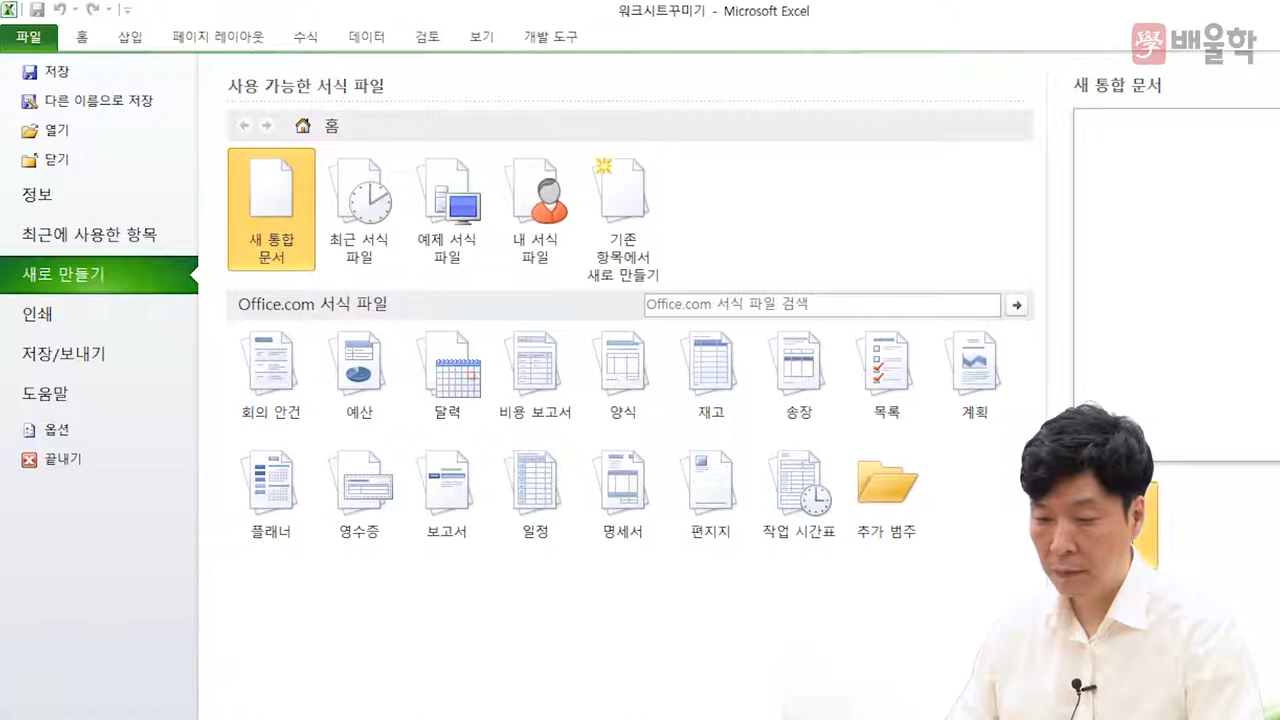 워크시트꾸미기 - Microsoft Excel
파일 홈 삽입 페이지 레이아웃 수식 데이터 검토 보기 개발 도구
學 배울학
저장
다른 이름으로 저장
열기
닫기
정보
최근에 사용한 항목
새로 만들기
인쇄
저장/보내기
도움말
옵션
끝내기
사용 가능한 서식 파일
홈
새 통합
문서
최근 서식
파일
예제 서식
파일
내 서식
파일
기존
항목에서
새로 만들기
Office.com 서식 파일
Office.com 서식 파일 검색
회의 안건
예산
달력
비용 보고서
양식
재고
송장
목록
계획
플래너
영수증
보고서
일정
명세서
편지지
작업 시간표
추가 범주
새 통합 문서